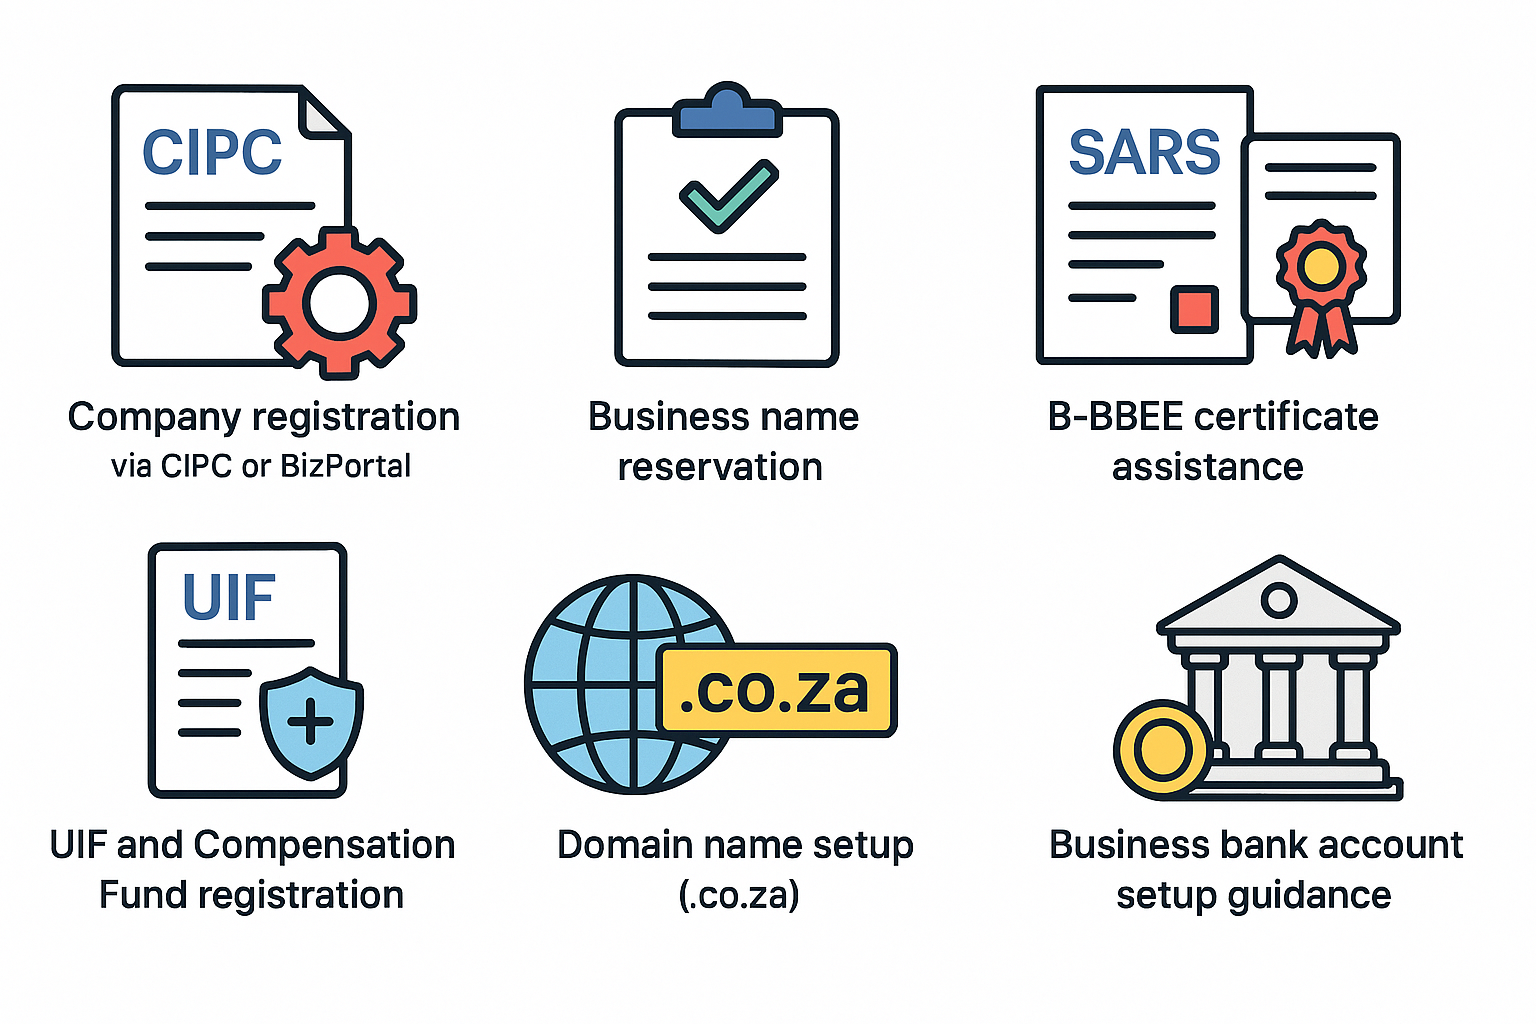 CIPC
Company registration
via CIPC or BizPortal
Business name
reservation
SARS
B-BBEE certificate
assistance
UIF
UIF and Compensation
Fund registration
.co.za
Domain name setup
(.co.za)
Business bank account
setup guidance